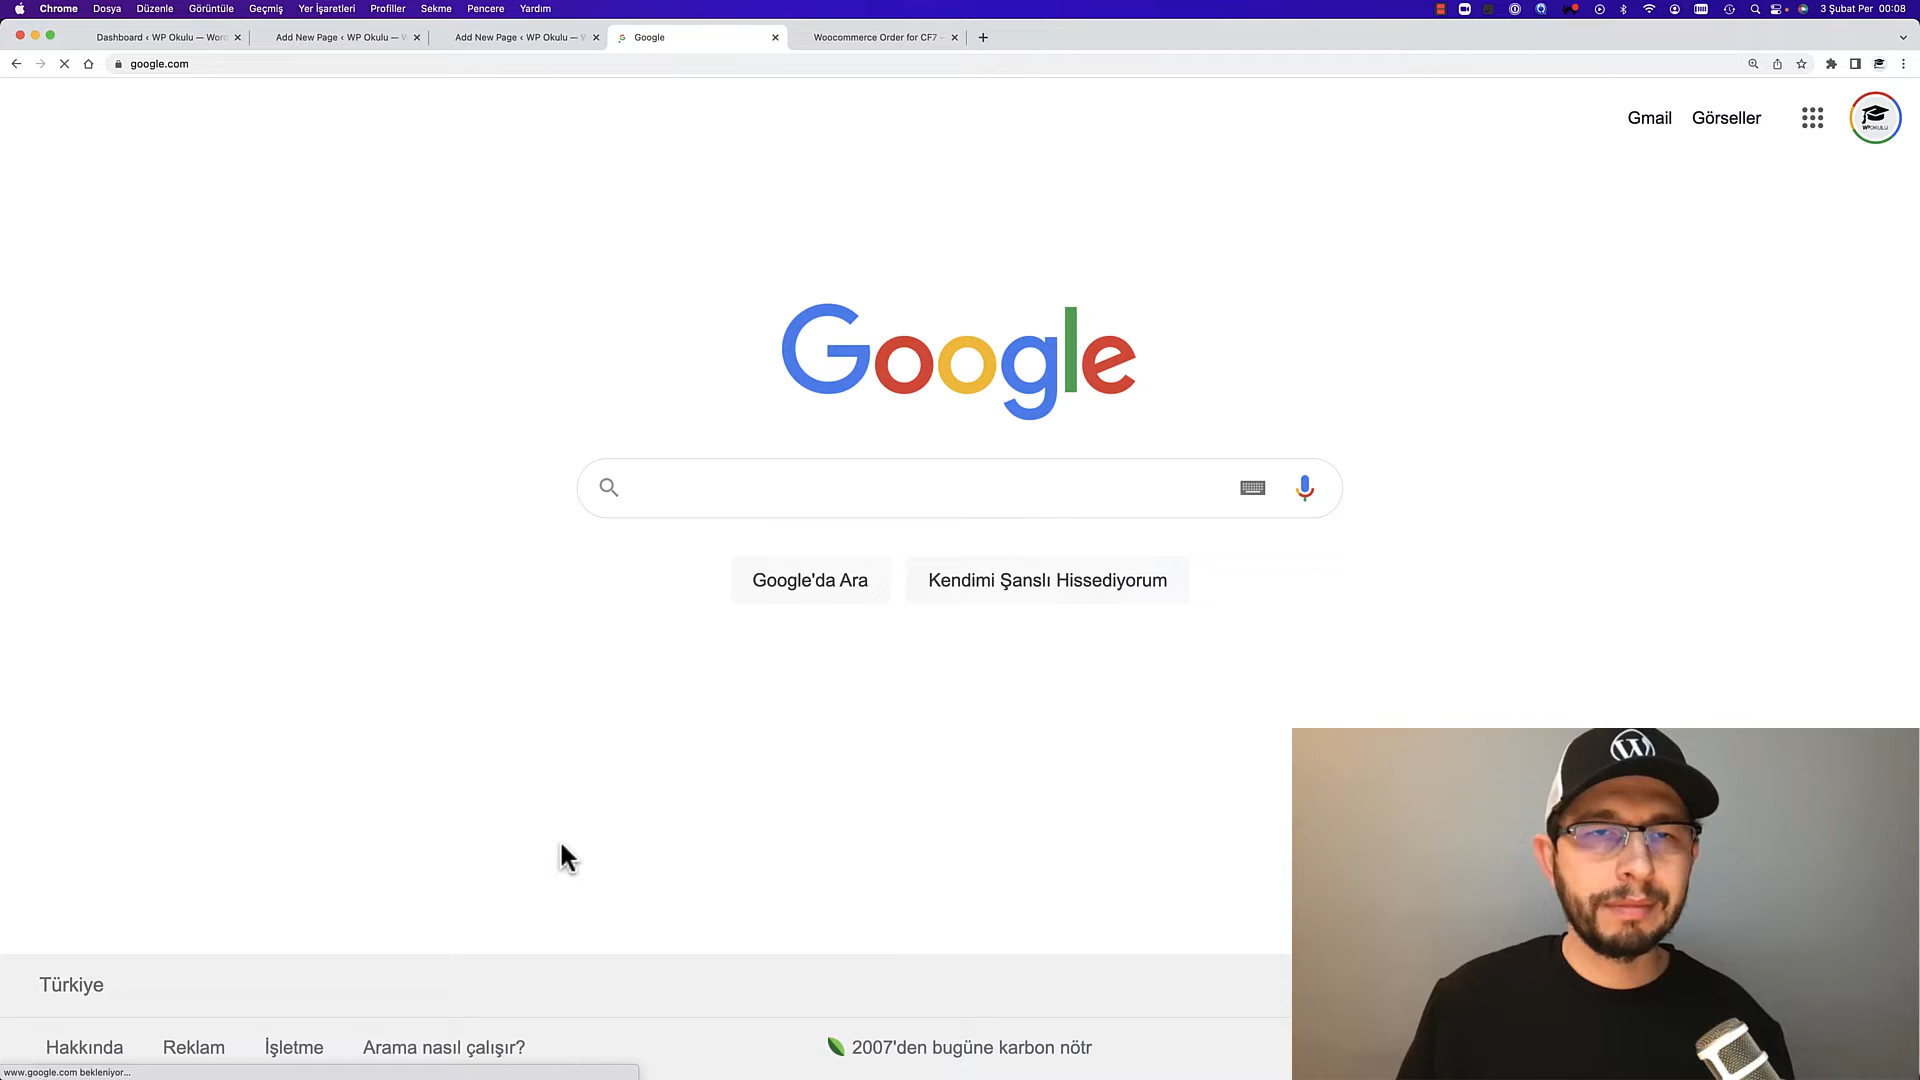 Chrome Dosya Düzenle Görüntüle Geçmiş Yer İşaretleri Profiller Sekme Pencere Yardım 3 Şubat Per 00:08
Dashboard ‹ WP Okulu — Word Add New Page ‹ WP Okulu — W Add New Page ‹ WP Okulu — W Google Woocommerce Order for CF7 –
google.com
Gmail Görseller
WPOKULU
Google
Google'da Ara Kendimi Şanslı Hissediyorum
Türkiye
Hakkında Reklam İşletme Arama nasıl çalışır? 2007'den bugüne karbon nötr
www.google.com bekleniyor...